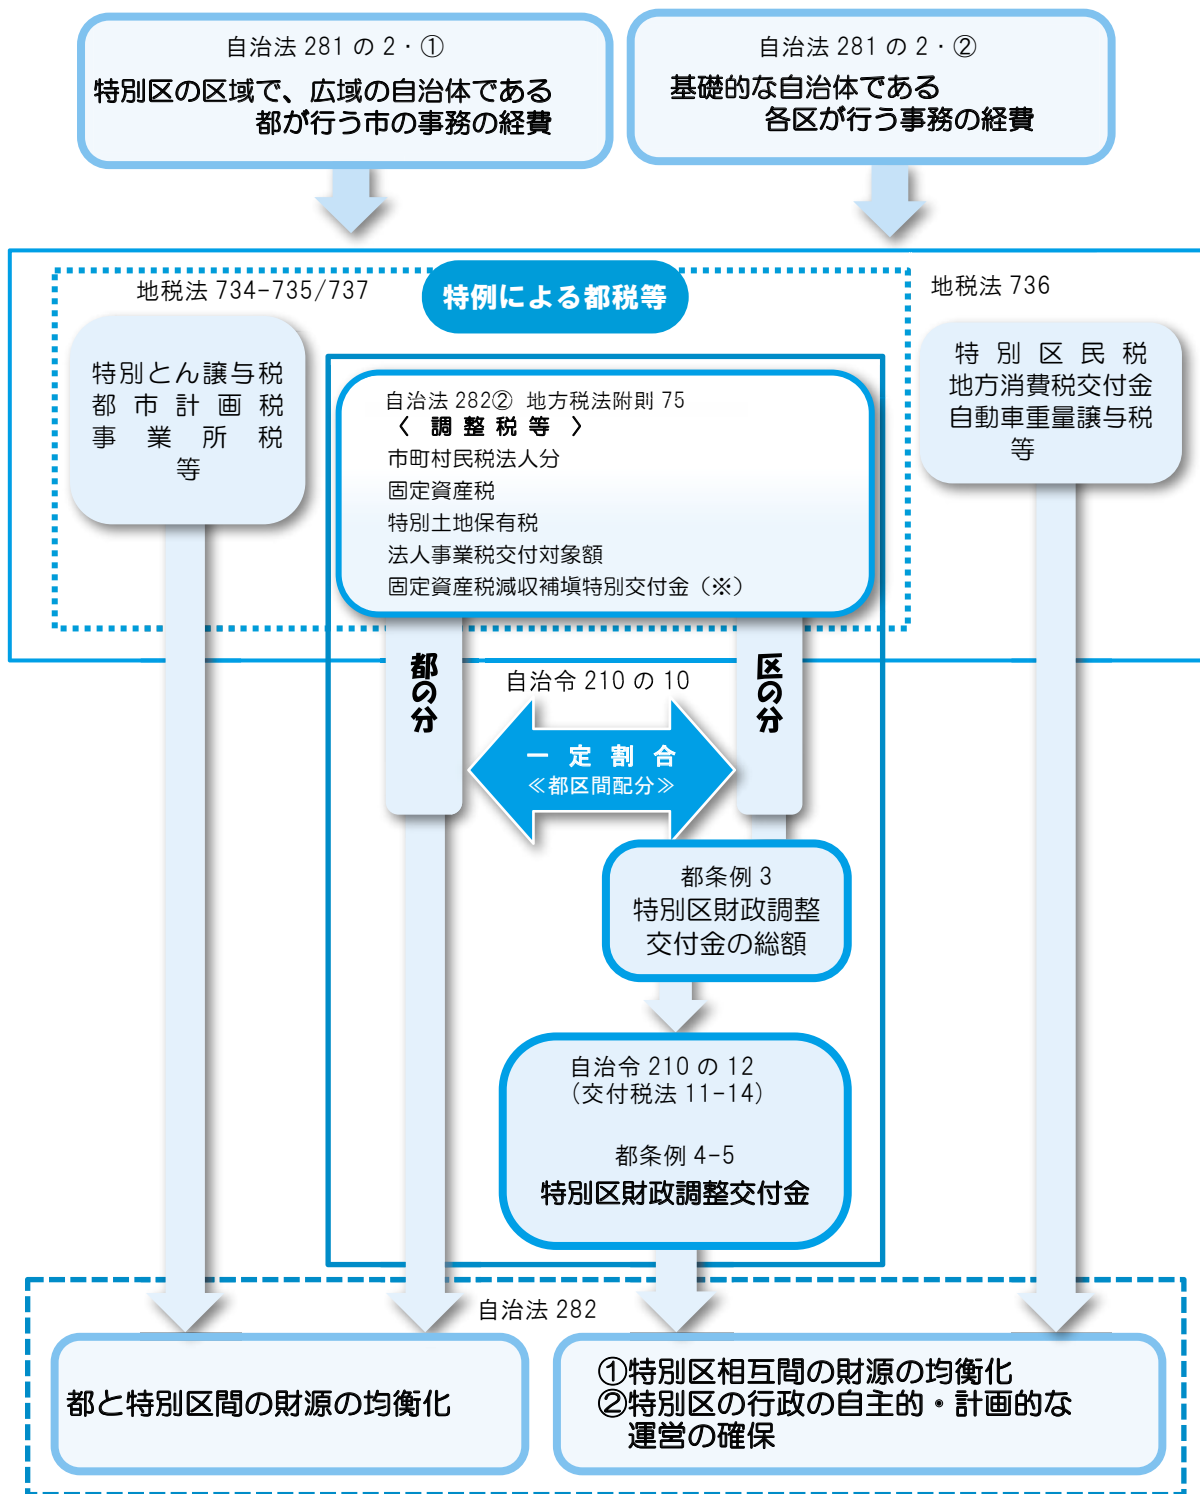 自治法 281 の 2・①
特別区の区域で、広域の自治体である
都が行う市の事務の経費
自治法 281 の 2・②
基礎的な自治体である
各区が行う事務の経費
地税法 734-735/737
特例による都税等
地税法 736
特別とん譲与税
都市計画税
事業所税
等
自治法 282② 地方税法附則 75
〈 調整税等 〉
市町村民税法人分
固定資産税
特別土地保有税
法人事業税交付対象額
固定資産税減収補塡特別交付金（※）
特別区民税
地方消費税交付金
自動車重量譲与税
等
都の分
自治令 210 の 10
一定割合
≪都区間配分≫
区の分
都条例 3
特別区財政調整
交付金の総額
自治令 210 の 12
（交付税法 11-14）
都条例 4-5
特別区財政調整交付金
自治法 282
都と特別区間の財源の均衡化
①特別区相互間の財源の均衡化
②特別区の行政の自主的・計画的な
運営の確保